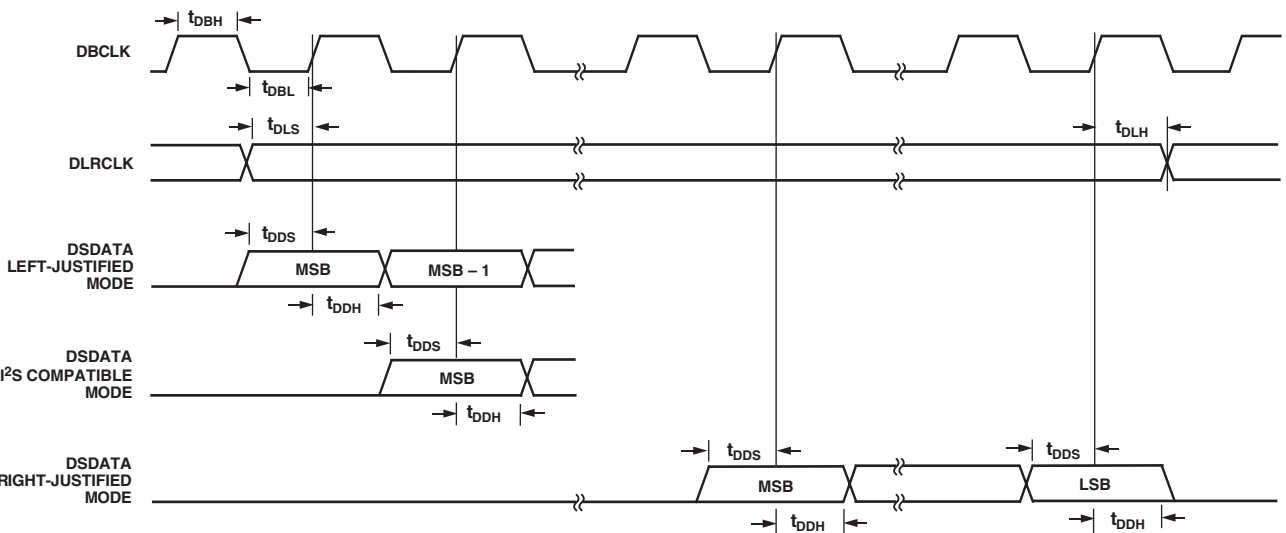 tDBH
DBCLK
tDBL
tDLS
tDLH
DLRCLK
tDDS
DSDATA
LEFT-JUSTIFIED
MODE
MSB
MSB – 1
tDDH
tDDS
DSDATA
I²S COMPATIBLE
MODE
MSB
tDDH
tDDS
tDDS
DSDATA
RIGHT-JUSTIFIED
MODE
MSB
LSB
tDDH
tDDH